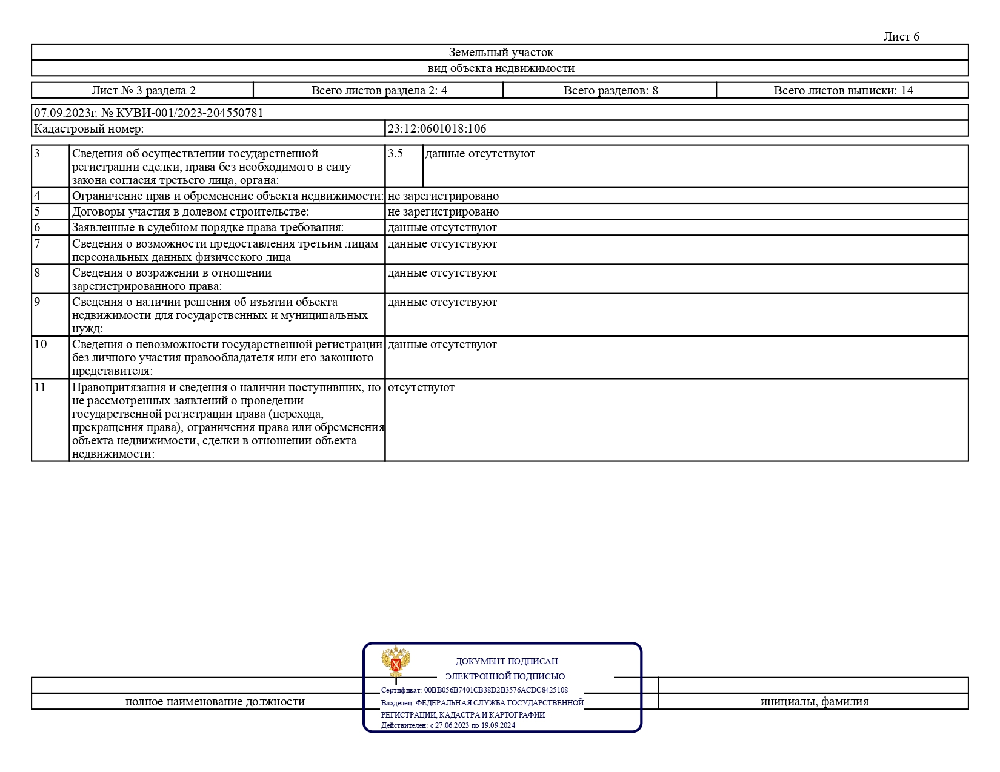 Лист 6
Земельный участок
вид объекта недвижимости
Лист № 3 раздела 2 Всего листов раздела 2: 4 Всего разделов: 8 Всего листов выписки: 14
07.09.2023г. № КУВИ-001/2023-204550781
Кадастровый номер: 23:12:0601018:106
3 Сведения об осуществлении государственной 3.5 данные отсутствуют
регистрации сделки, права без необходимого в силу
закона согласия третьего лица, органа:
4 Ограничение прав и обременение объекта недвижимости: не зарегистрировано
5 Договоры участия в долевом строительстве: не зарегистрировано
6 Заявленные в судебном порядке права требования: данные отсутствуют
7 Сведения о возможности предоставления третьим лицам данные отсутствуют
персональных данных физического лица
8 Сведения о возражении в отношении данные отсутствуют
зарегистрированного права:
9 Сведения о наличии решения об изъятии объекта данные отсутствуют
недвижимости для государственных и муниципальных
нужд:
10 Сведения о невозможности государственной регистрации данные отсутствуют
без личного участия правообладателя или его законного
представителя:
11 Правопритязания и сведения о наличии поступивших, но отсутствуют
не рассмотренных заявлений о проведении
государственной регистрации права (перехода,
прекращения права), ограничения права или обременения
объекта недвижимости, сделки в отношении объекта
недвижимости:
ДОКУМЕНТ ПОДПИСАН
ЭЛЕКТРОННОЙ ПОДПИСЬЮ
Сертификат: 00BB056B7401CB38D2B3576ACDC8425108
Владелец: ФЕДЕРАЛЬНАЯ СЛУЖБА ГОСУДАРСТВЕННОЙ
РЕГИСТРАЦИИ, КАДАСТРА И КАРТОГРАФИИ
Действителен: с 27.06.2023 по 19.09.2024
полное наименование должности инициалы, фамилия